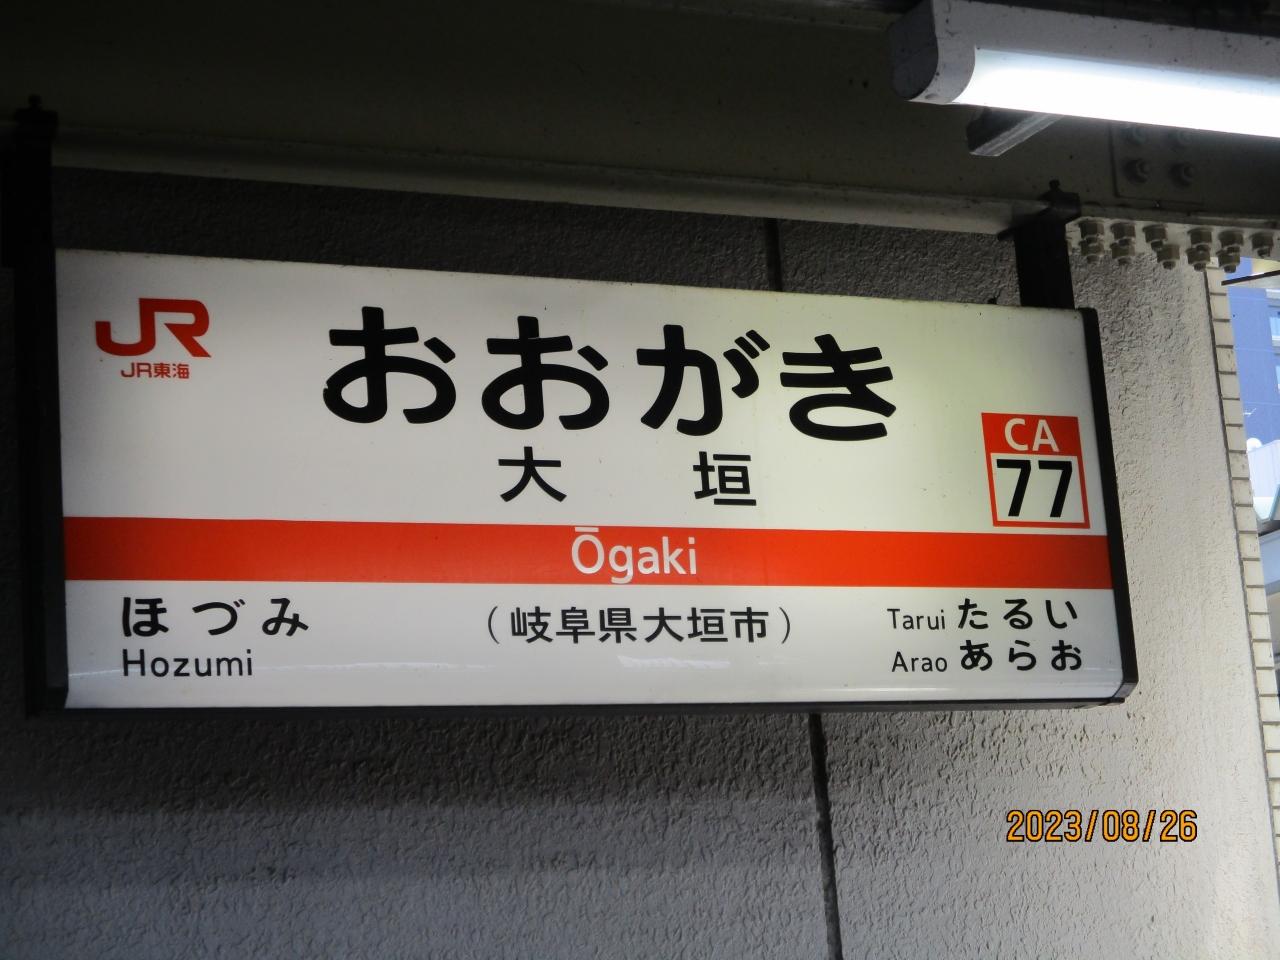 JR
JR東海
おおがき
大垣
CA
77
Ōgaki
ほづみ
Hozumi
(岐阜県大垣市)
Tarui たるい
Arao あらお
2023/08/26